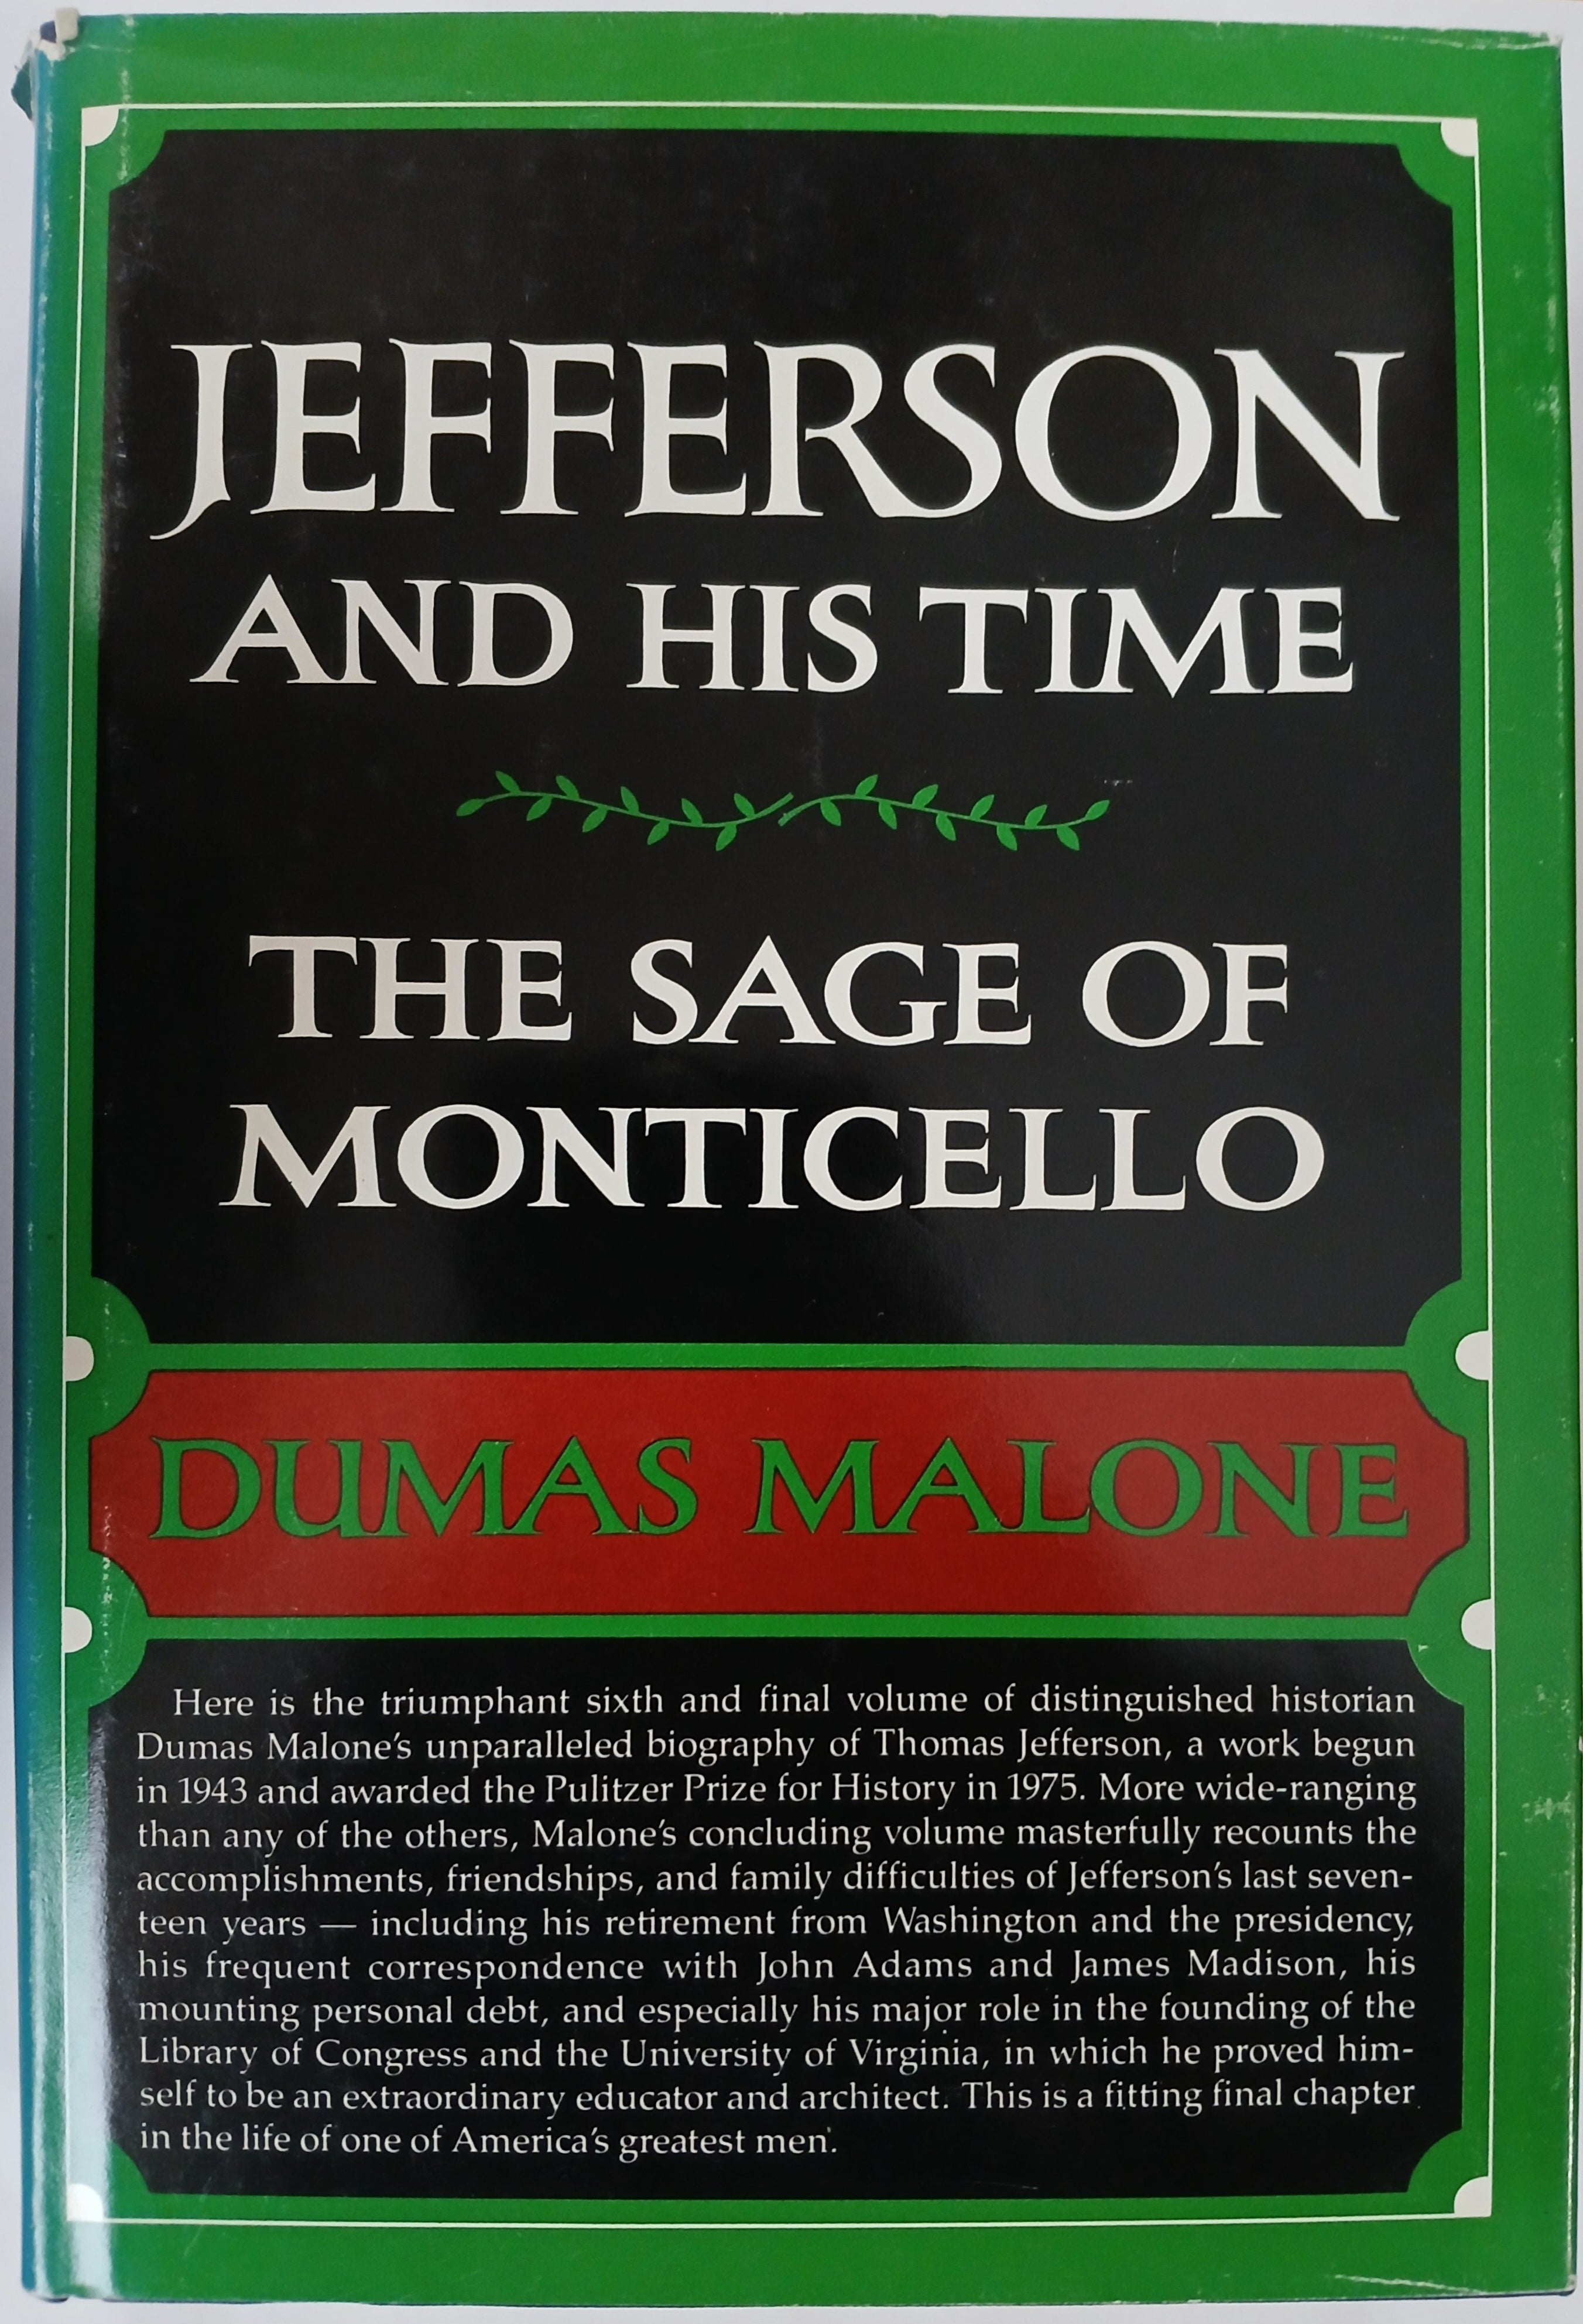 JEFFERSON
AND HIS TIME
THE SAGE OF
MONTICELLO
DUMAS MALONE
Here is the triumphant sixth and final volume of distinguished historian
Dumas Malone's unparalleled biography of Thomas Jefferson, a work begun
in 1943 and awarded the Pulitzer Prize for History in 1975. More wide-ranging
than any of the others, Malone's concluding volume masterfully recounts the
accomplishments, friendships, and family difficulties of Jefferson's last seven-
teen years — including his retirement from Washington and the presidency,
his frequent correspondence with John Adams and James Madison, his
mounting personal debt, and especially his major role in the founding of the
Library of Congress and the University of Virginia, in which he proved him-
self to be an extraordinary educator and architect. This is a fitting final chapter
in the life of one of America's greatest men.